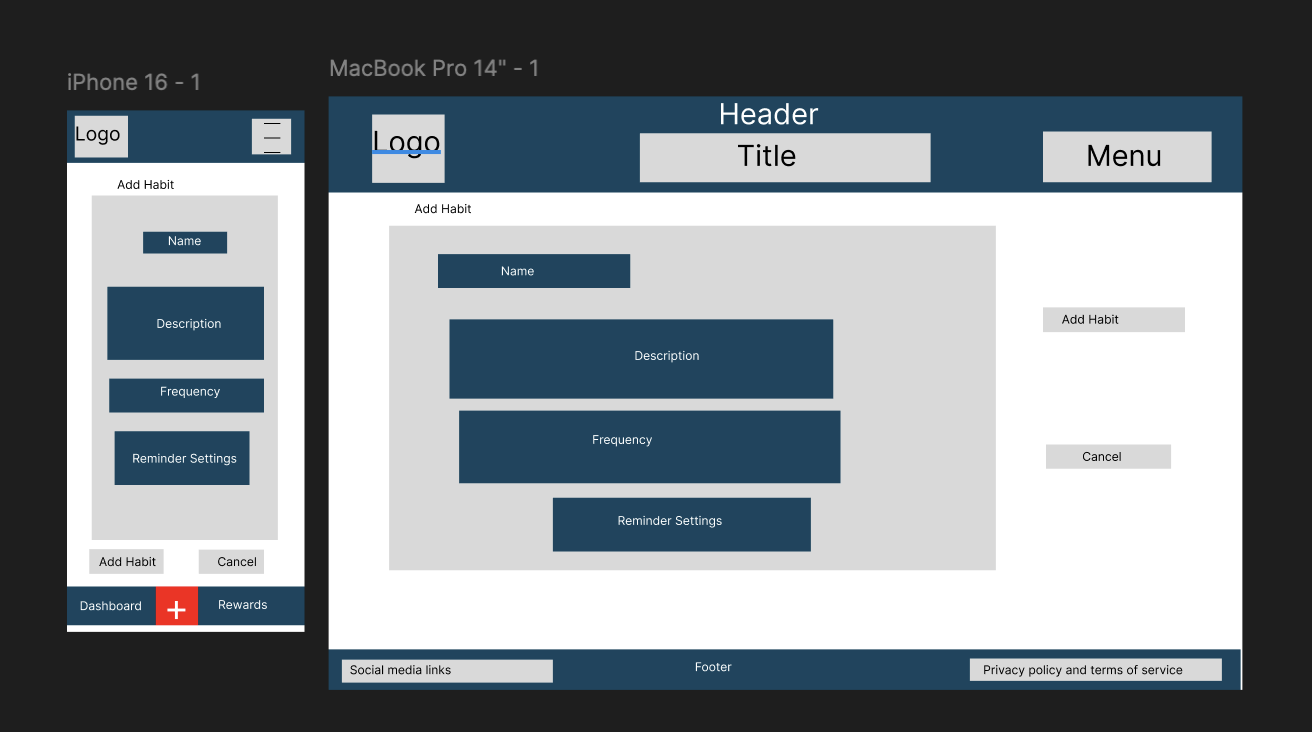 iPhone 16 - 1
Logo
Add Habit
Name
Description
Frequency
Reminder Settings
Add Habit
Cancel
Dashboard
+
Rewards
MacBook Pro 14" - 1
Header
Logo
Title
Menu
Add Habit
Name
Description
Frequency
Reminder Settings
Add Habit
Cancel
Social media links
Footer
Privacy policy and terms of service